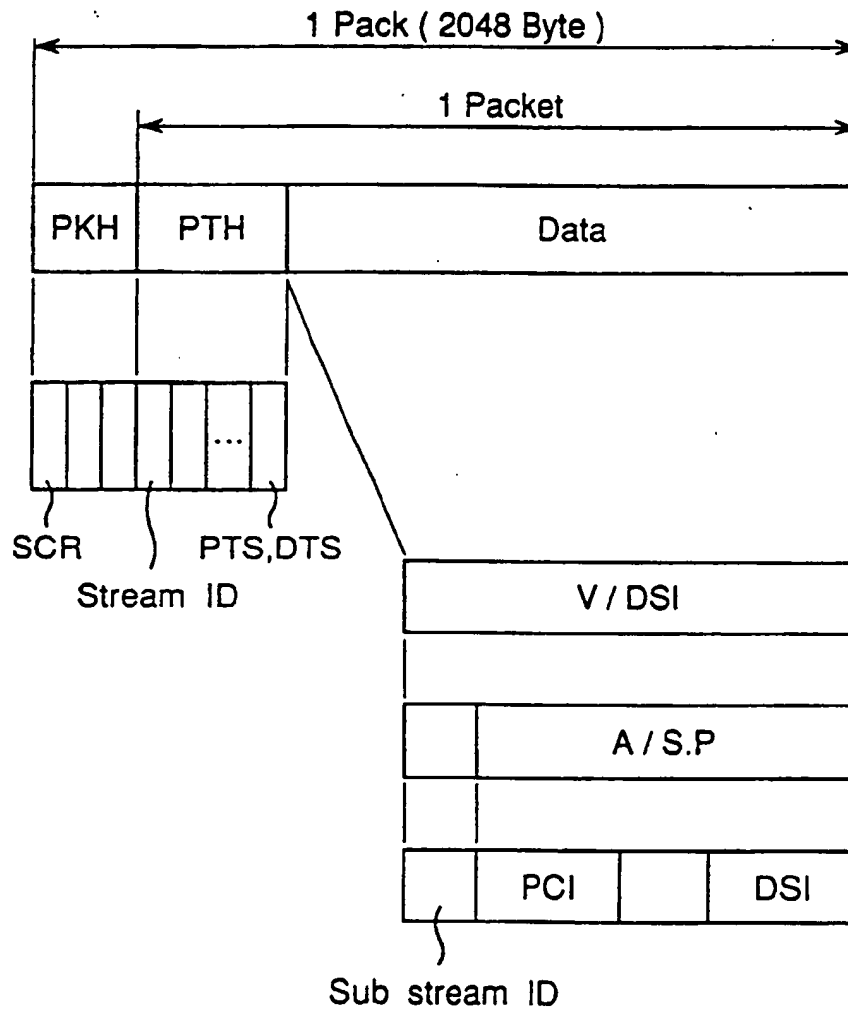 1 Pack ( 2048 Byte )
1 Packet
PKH PTH Data
...
SCR PTS,DTS
Stream ID
V / DSI
A / S.P
PCI DSI
Sub stream ID